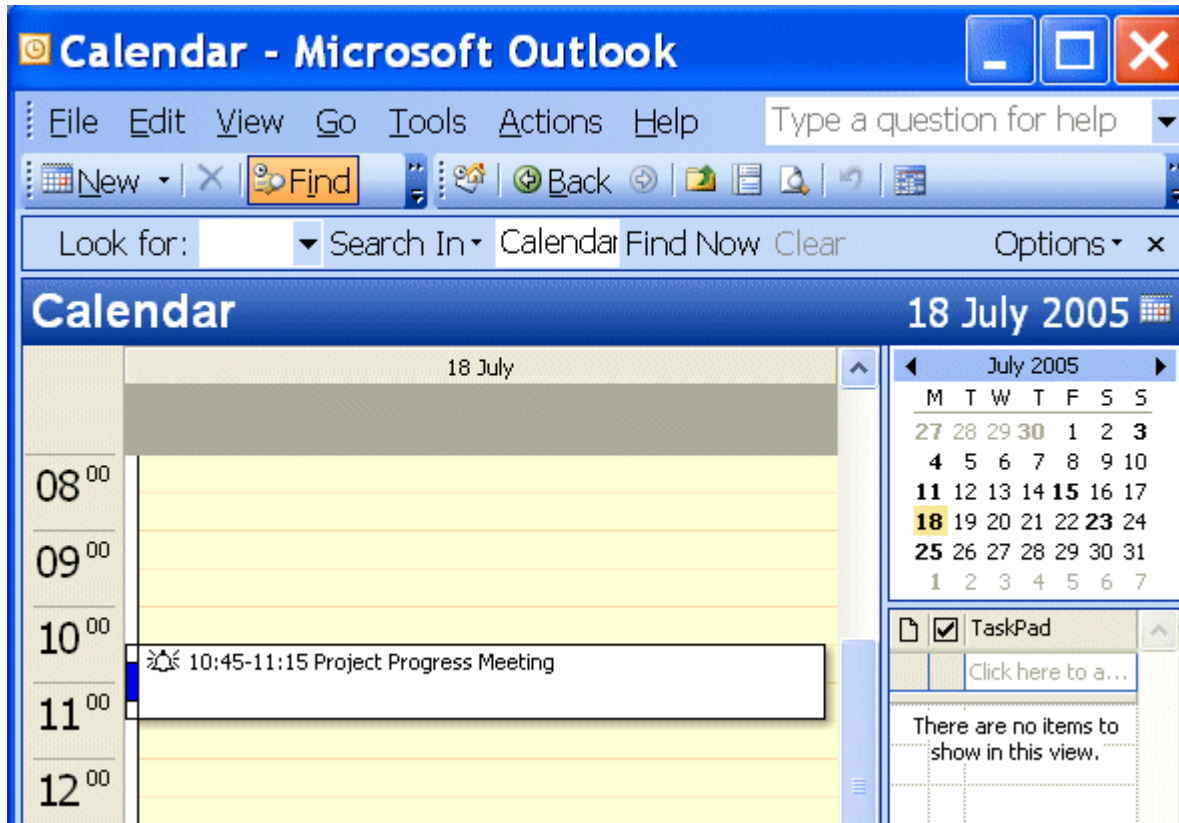 Calendar - Microsoft Outlook
File Edit View Go Tools Actions Help Type a question for help
New Find Back
Look for: Search In Calendar Find Now Clear Options
Calendar 18 July 2005
18 July
08 00
09 00
10 00
10:45-11:15 Project Progress Meeting
11 00
12 00
July 2005
M T W T F S S
27 28 29 30 1 2 3
4 5 6 7 8 9 10
11 12 13 14 15 16 17
18 19 20 21 22 23 24
25 26 27 28 29 30 31
1 2 3 4 5 6 7
TaskPad
Click here to a...
There are no items to
show in this view.